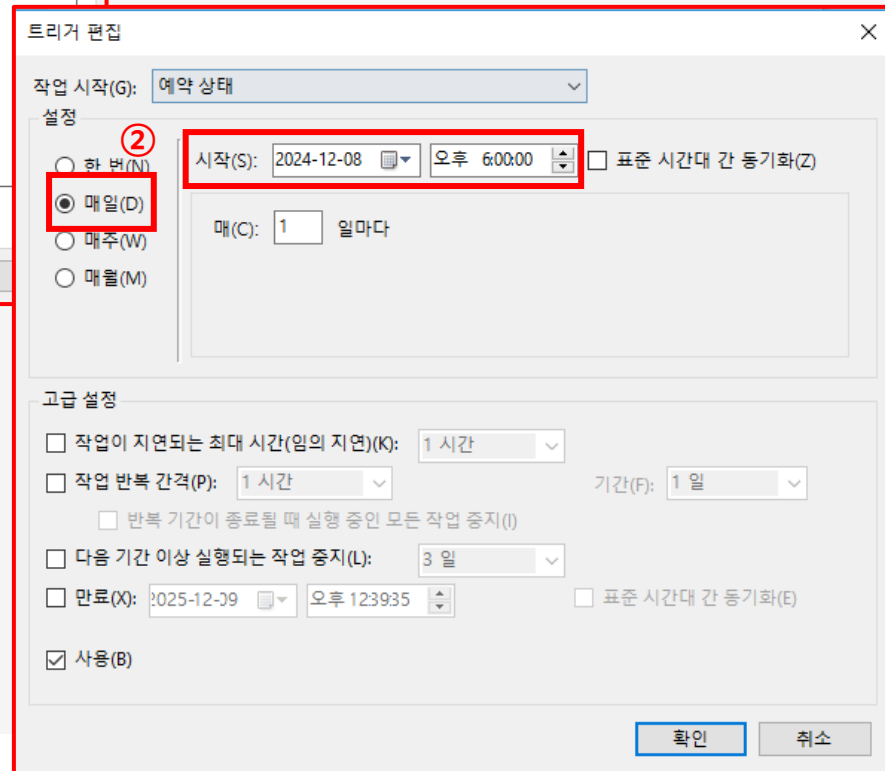 트리거 편집
작업 시작(G): 예약 상태
설정
②
한 번(N)
시작(S): 2024-12-08 오후 6:00:00 표준 시간대 간 동기화(Z)
매일(D)
매(C): 1 일마다
매주(W)
매월(M)
고급 설정
작업이 지연되는 최대 시간(임의 지연)(K): 1 시간
작업 반복 간격(P): 1 시간 기간(F): 1 일
반복 기간이 종료될 때 실행 중인 모든 작업 중지(I)
다음 기간 이상 실행되는 작업 중지(L): 3 일
만료(X): 2025-12-09 오후 12:39:35 표준 시간대 간 동기화(E)
사용(B)
확인 취소